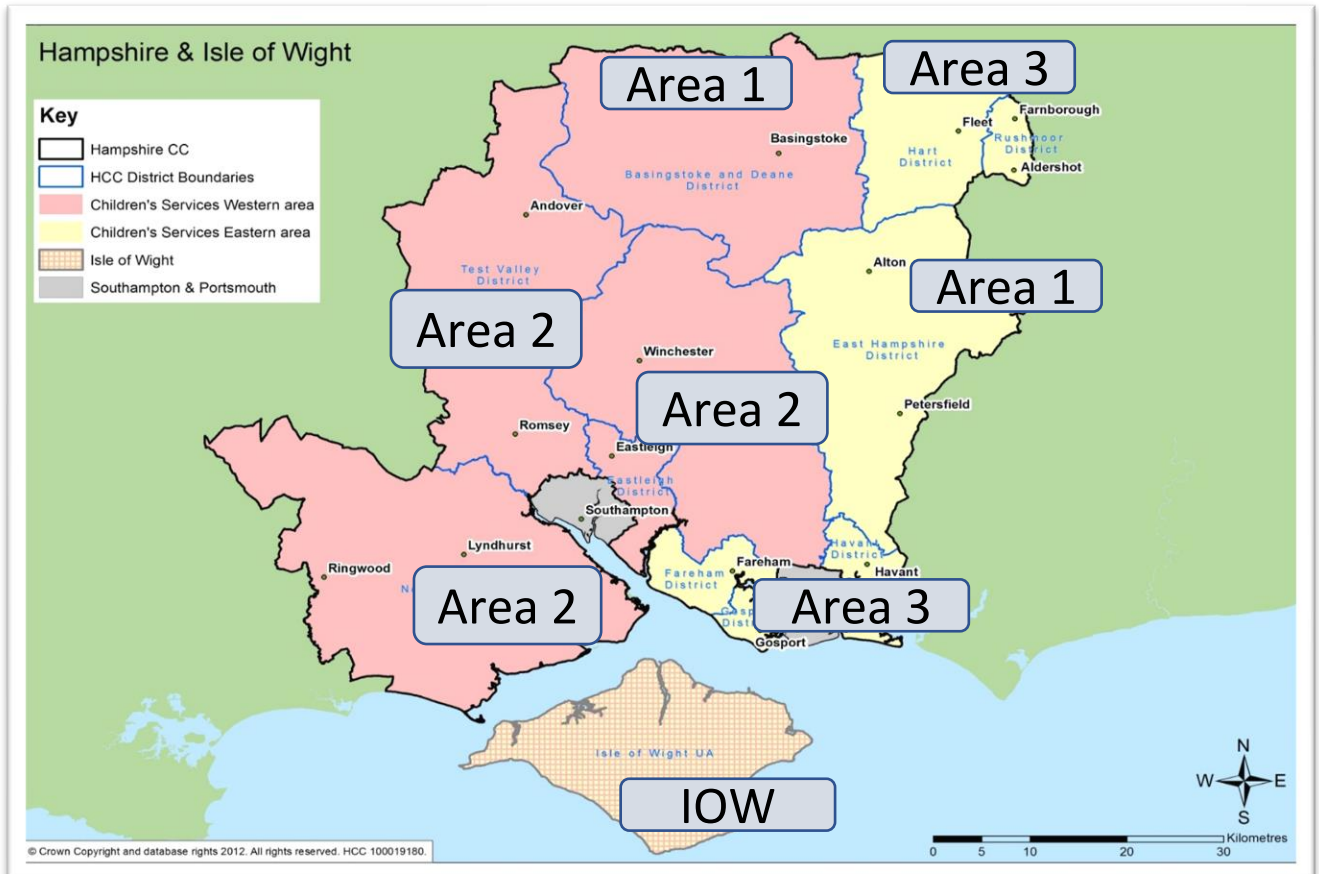 Hampshire & Isle of Wight
Key
Hampshire CC
HCC District Boundaries
Children's Services Western area
Children's Services Eastern area
Isle of Wight
Southampton & Portsmouth
Area 1
Area 3
Farnborough
Fleet
Rushmoor
District
Basingstoke
Hart
District
Aldershot
Basingstoke and Deane
District
Andover
Alton
Test Valley
District
Area 1
Area 2
East Hampshire
District
Winchester
Area 2
Petersfield
Romsey
Eastleigh
Eastleigh
District
Southampton
Lyndhurst
Havant
District
Ringwood
Fareham
Fareham
District
Havant
Area 2
Area 3
Gosport
Isle of Wight UA
IOW
N
W E
S
Kilometres
0 5 10 20 30
© Crown Copyright and database rights 2012. All rights reserved. HCC 100019180.